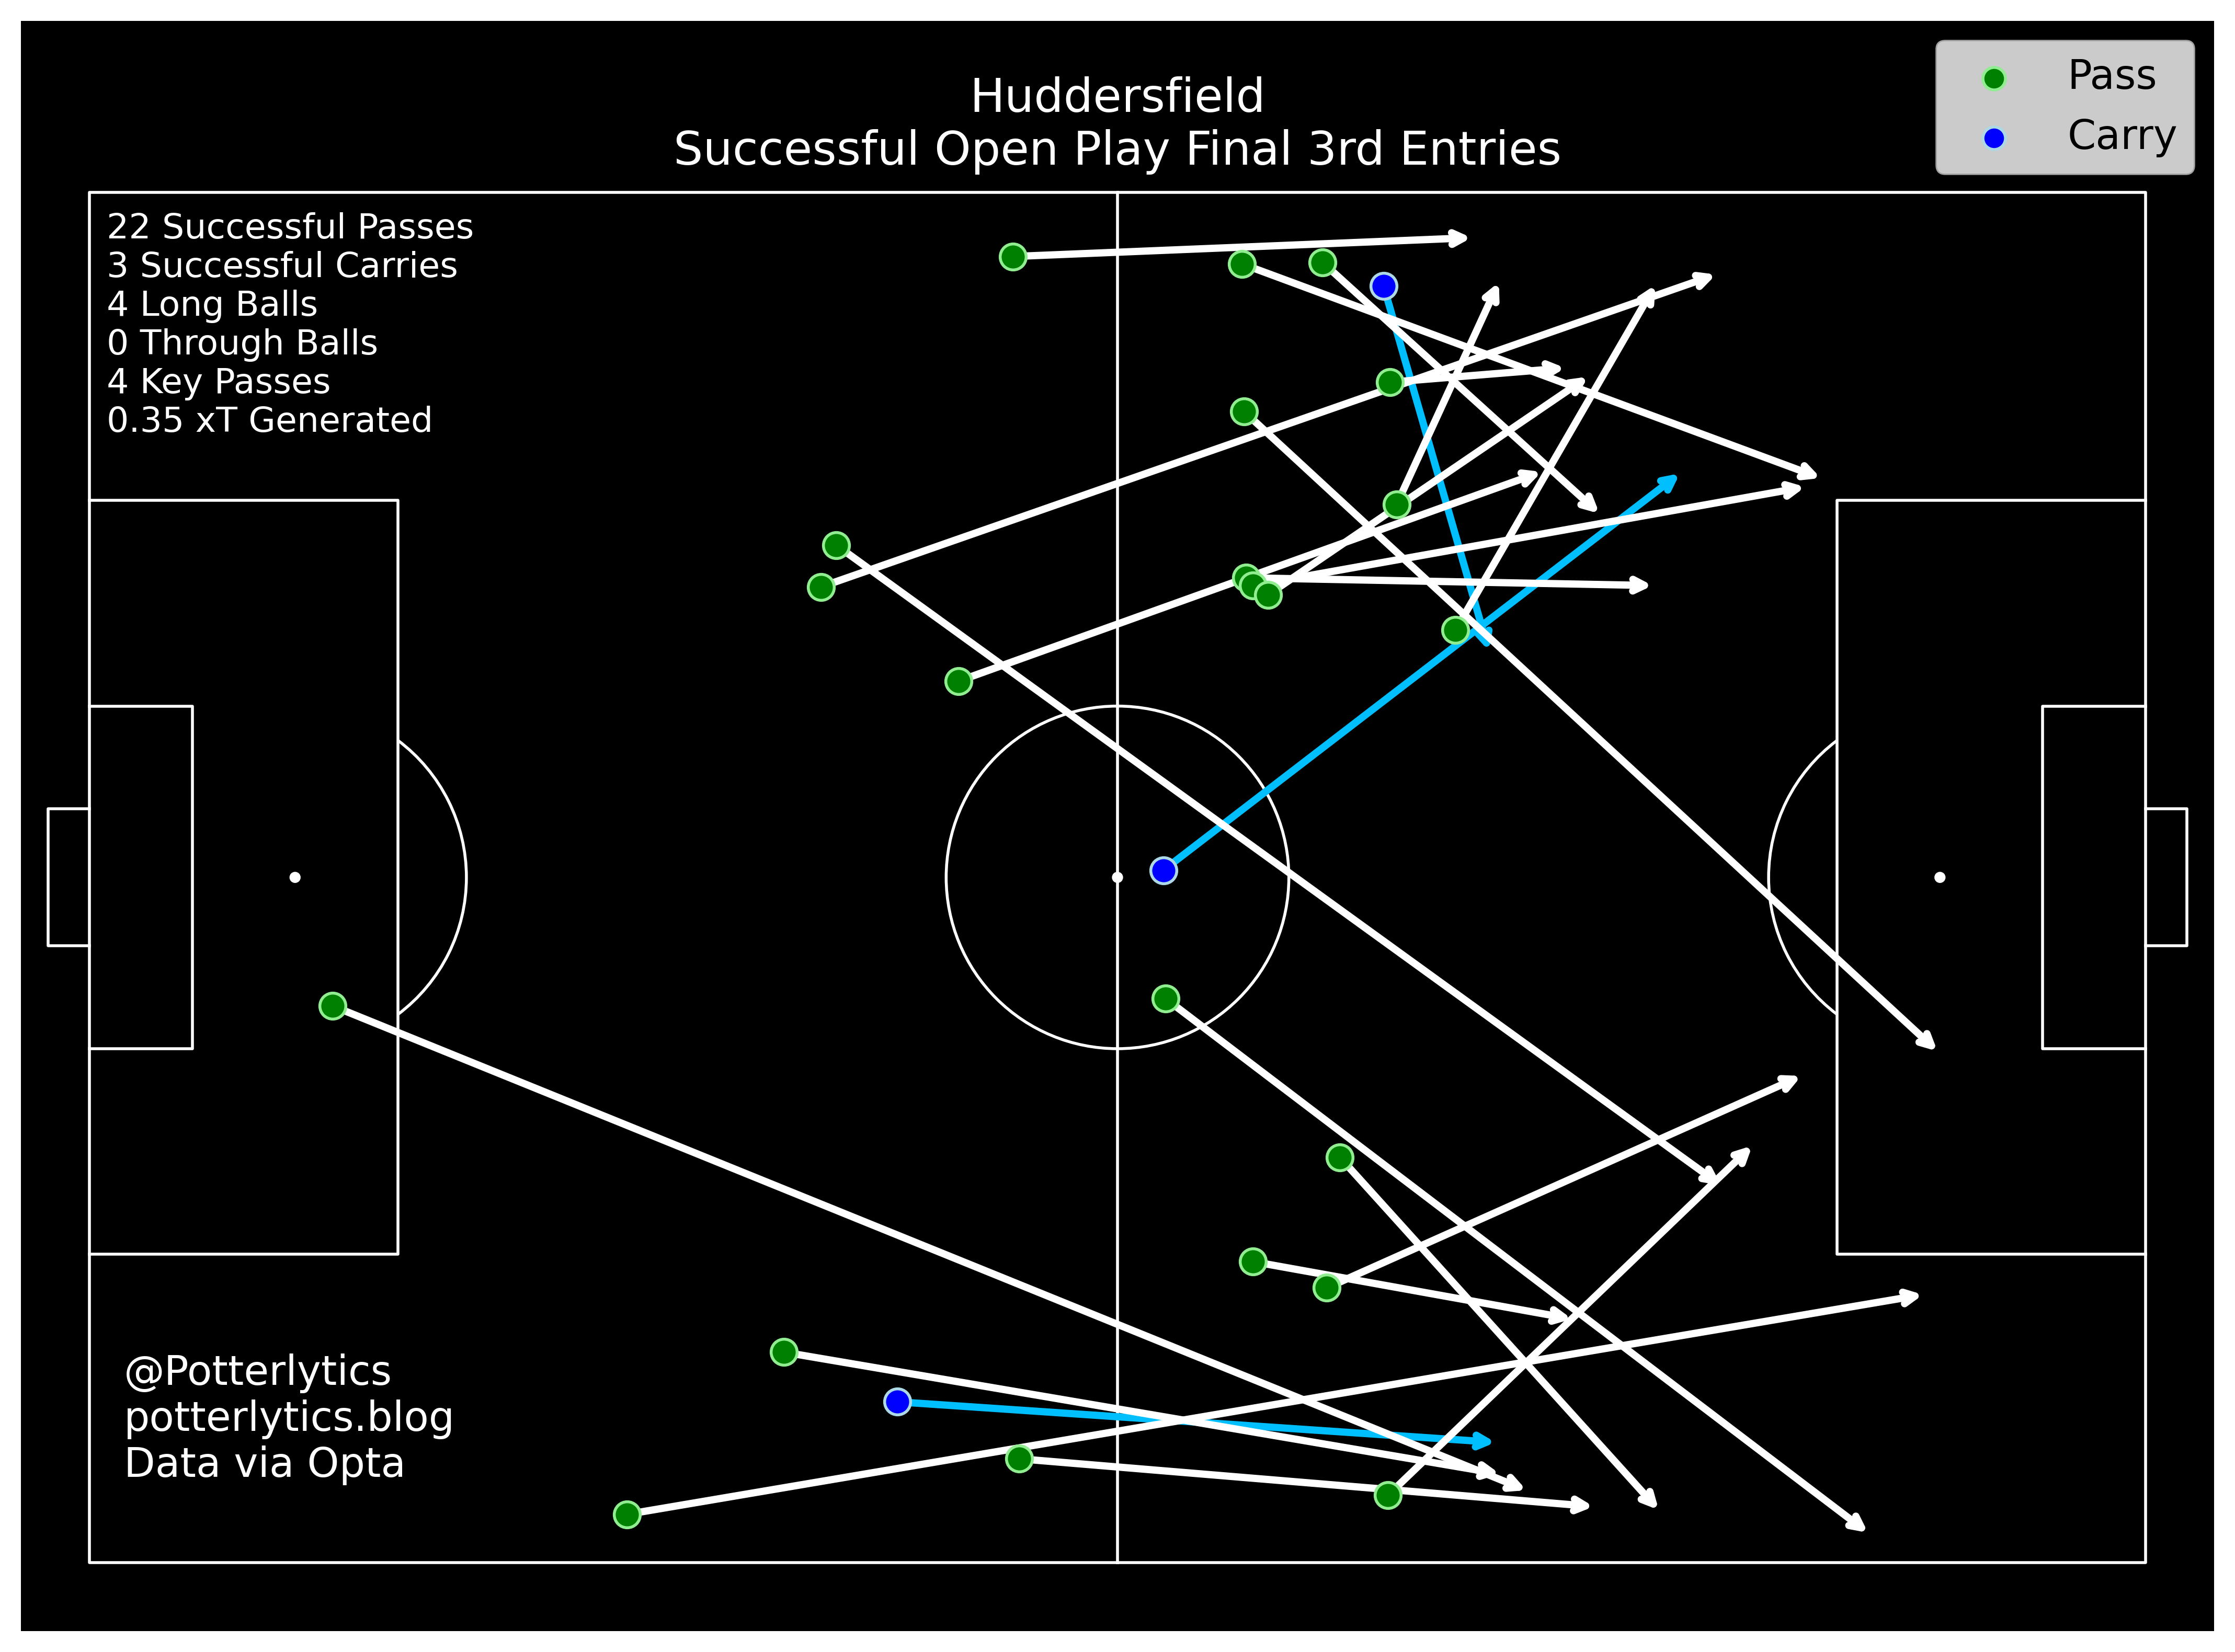 Huddersfield
Successful Open Play Final 3rd Entries
Pass
Carry
22 Successful Passes
3 Successful Carries
4 Long Balls
0 Through Balls
4 Key Passes
0.35 xT Generated
@Potterlytics
potterlytics.blog
Data via Opta